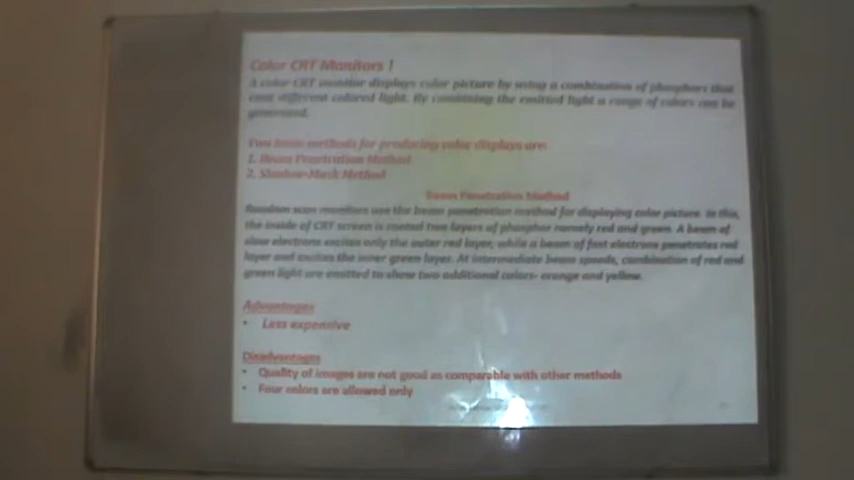 Color CRT Monitors !
A color CRT monitor displays color picture by using a combination of phosphors that
emit different colored light. By combining the emitted light a range of colors can be
generated.
Two basic methods for producing color displays are:
1. Beam Penetration Method
2. Shadow-Mask Method
Beam Penetration Method
Random scan monitors use the beam penetration method for displaying color picture. In this,
the inside of CRT screen is coated two layers of phosphor namely red and green. A beam of
slow electrons excites only the outer red layer, while a beam of fast electrons penetrates red
layer and excites the inner green layer. At intermediate beam speeds, combination of red and
green light are emitted to show two additional colors- orange and yellow.
Advantages
• Less expensive
Disadvantages
• Quality of images are not good as comparable with other methods
• Four colors are allowed only